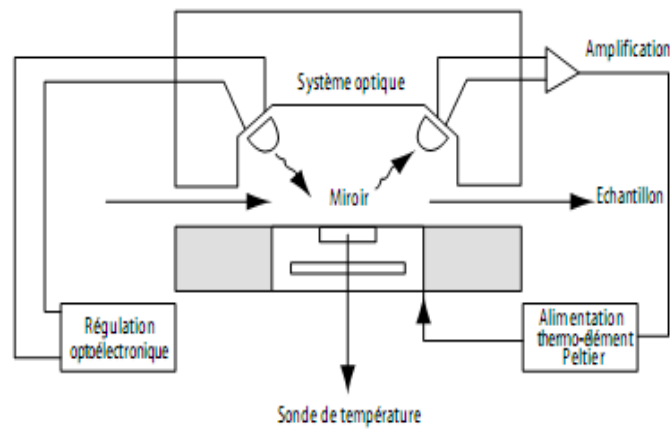 Amplification
Système optique
Miroir
Echantillon
Régulation
optoélectronique
Alimentation
thermo-élément
Peltier
Sonde de température